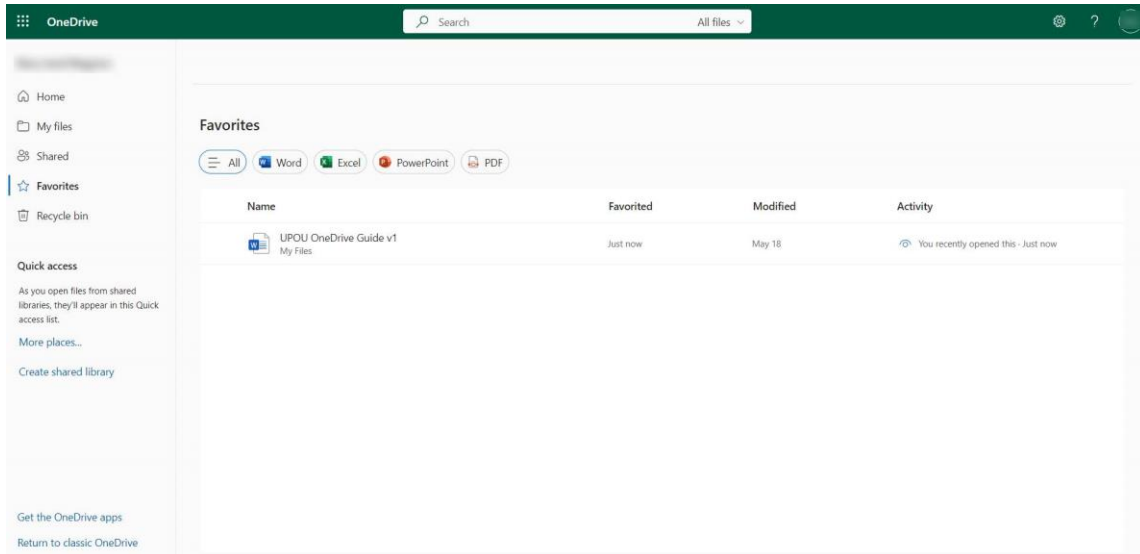 OneDrive
Search
All files
?
Home
My files
Shared
Favorites
Recycle bin
Quick access
As you open files from shared
libraries, they'll appear in this Quick
access list.
More places...
Create shared library
Get the OneDrive apps
Return to classic OneDrive
Favorites
All Word Excel PowerPoint PDF
Name Favorited Modified Activity
UPOU OneDrive Guide v1 Just now May 18 You recently opened this - Just now
My Files